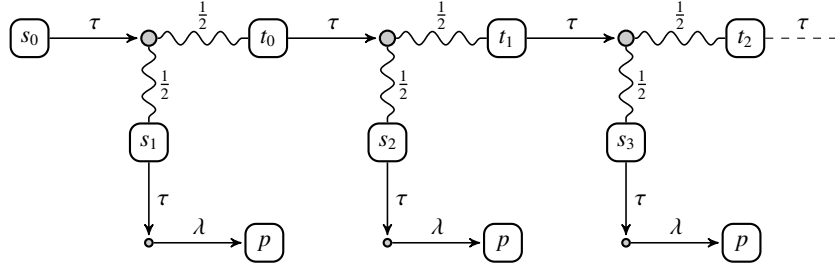 s₀ τ ½ t₀ τ ½ t₁ τ ½ t₂ τ
½ ½ ½
s₁ s₂ s₃
τ τ τ
λ p λ p λ p